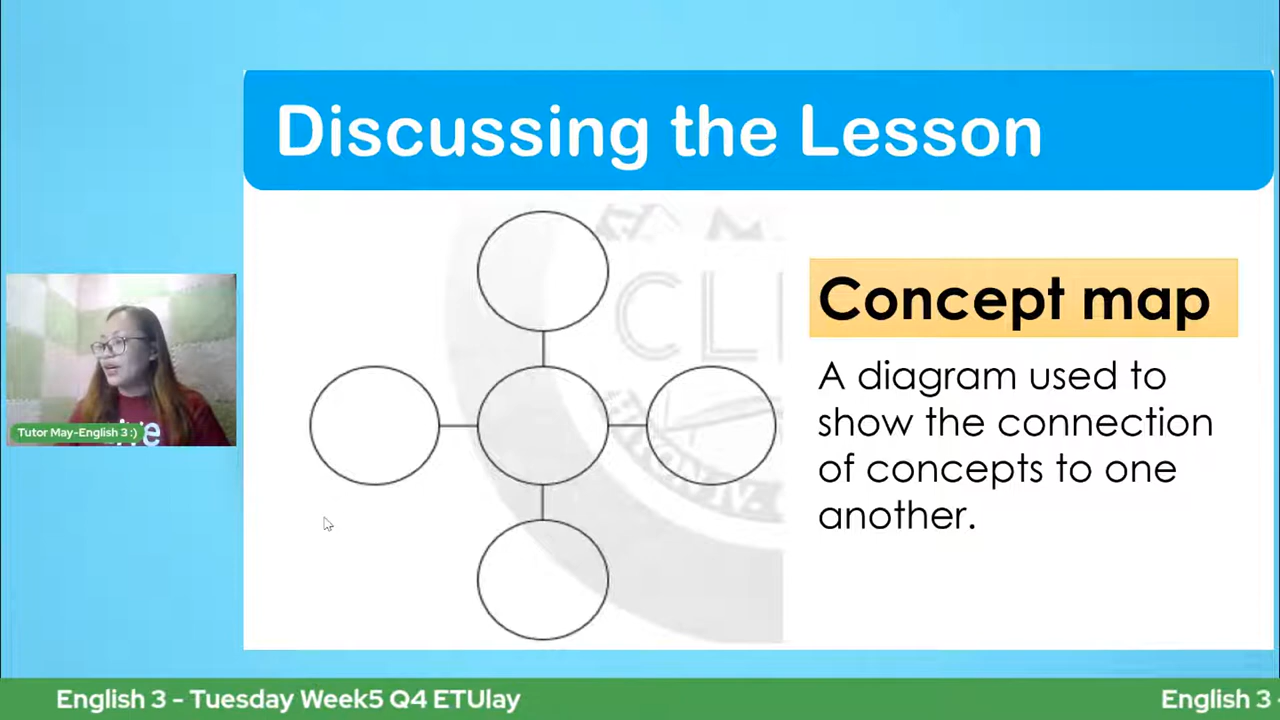 Discussing the Lesson
CLI
Concept map
A diagram used to
show the connection
of concepts to one
another.
Tutor May-English 3 :)
English 3 - Tuesday Week5 Q4 ETUlay
English 3 -